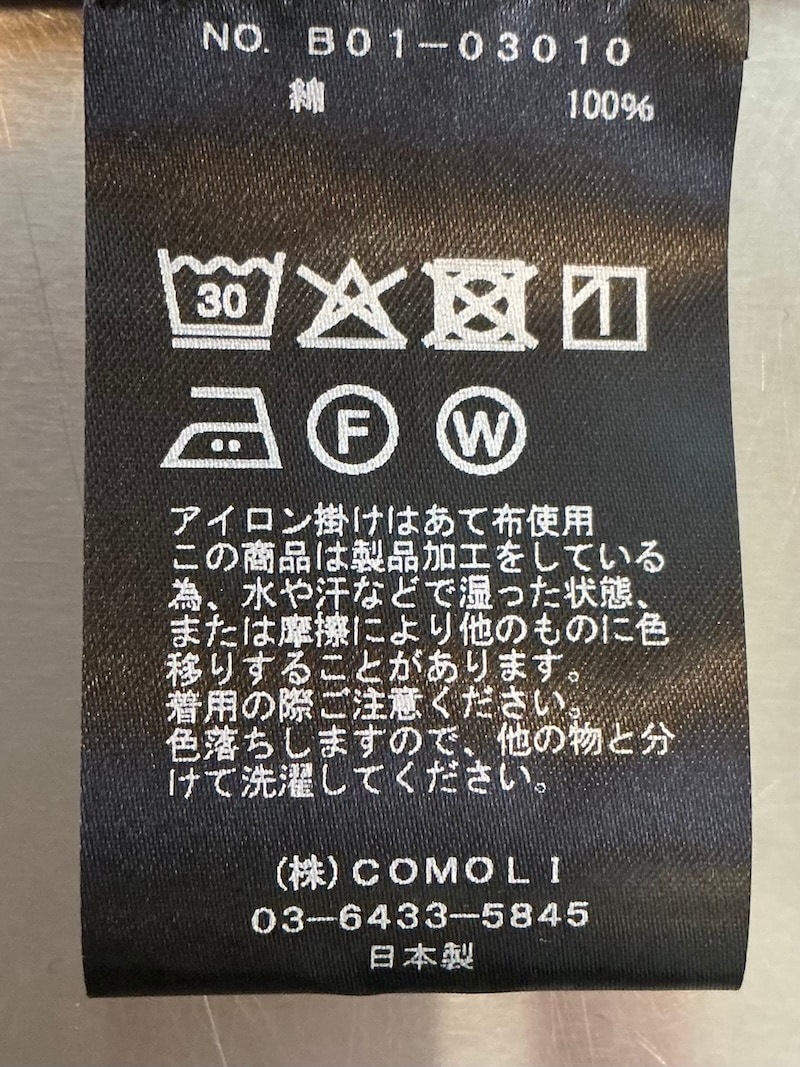 NO. B01-03010
綿 100%
30
F W
アイロン掛けはあて布使用
この商品は製品加工をしている
為、水や汗などで湿った状態、
または摩擦により他のものに色
移りすることがあります。
着用の際ご注意ください。
色落ちしますので、他の物と分
けて洗濯してください。
(株)COMOLI
03-6433-5845
日本製